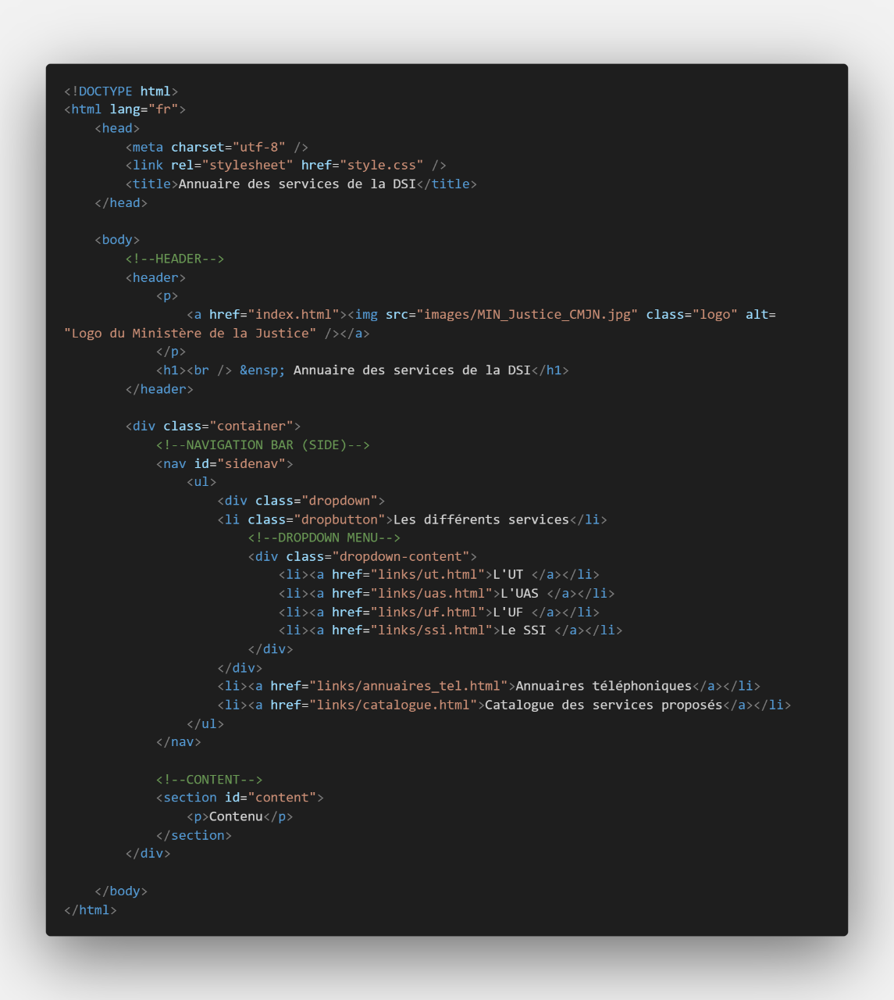 <!DOCTYPE html>
<html lang="fr">
    <head>
        <meta charset="utf-8" />
        <link rel="stylesheet" href="style.css" />
        <title>Annuaire des services de la DSI</title>
    </head>

    <body>
        <!--HEADER-->
        <header>
            <p>
                <a href="index.html"><img src="images/MIN_Justice_CMJN.jpg" class="logo" alt=
"Logo du Ministère de la Justice" /></a>
            </p>
            <h1><br /> &ensp; Annuaire des services de la DSI</h1>
        </header>

        <div class="container">
            <!--NAVIGATION BAR (SIDE)-->
            <nav id="sidenav">
                <ul>
                    <div class="dropdown">
                    <li class="dropbutton">Les différents services</li>
                        <!--DROPDOWN MENU-->
                        <div class="dropdown-content">
                            <li><a href="links/ut.html">L'UT </a></li>
                            <li><a href="links/uas.html">L'UAS </a></li>
                            <li><a href="links/uf.html">L'UF </a></li>
                            <li><a href="links/ssi.html">Le SSI </a></li>
                        </div>
                    </div>
                    <li><a href="links/annuaires_tel.html">Annuaires téléphoniques</a></li>
                    <li><a href="links/catalogue.html">Catalogue des services proposés</a></li>
                </ul>
            </nav>

            <!--CONTENT-->
            <section id="content">
                <p>Contenu</p>
            </section>
        </div>

    </body>
</html>